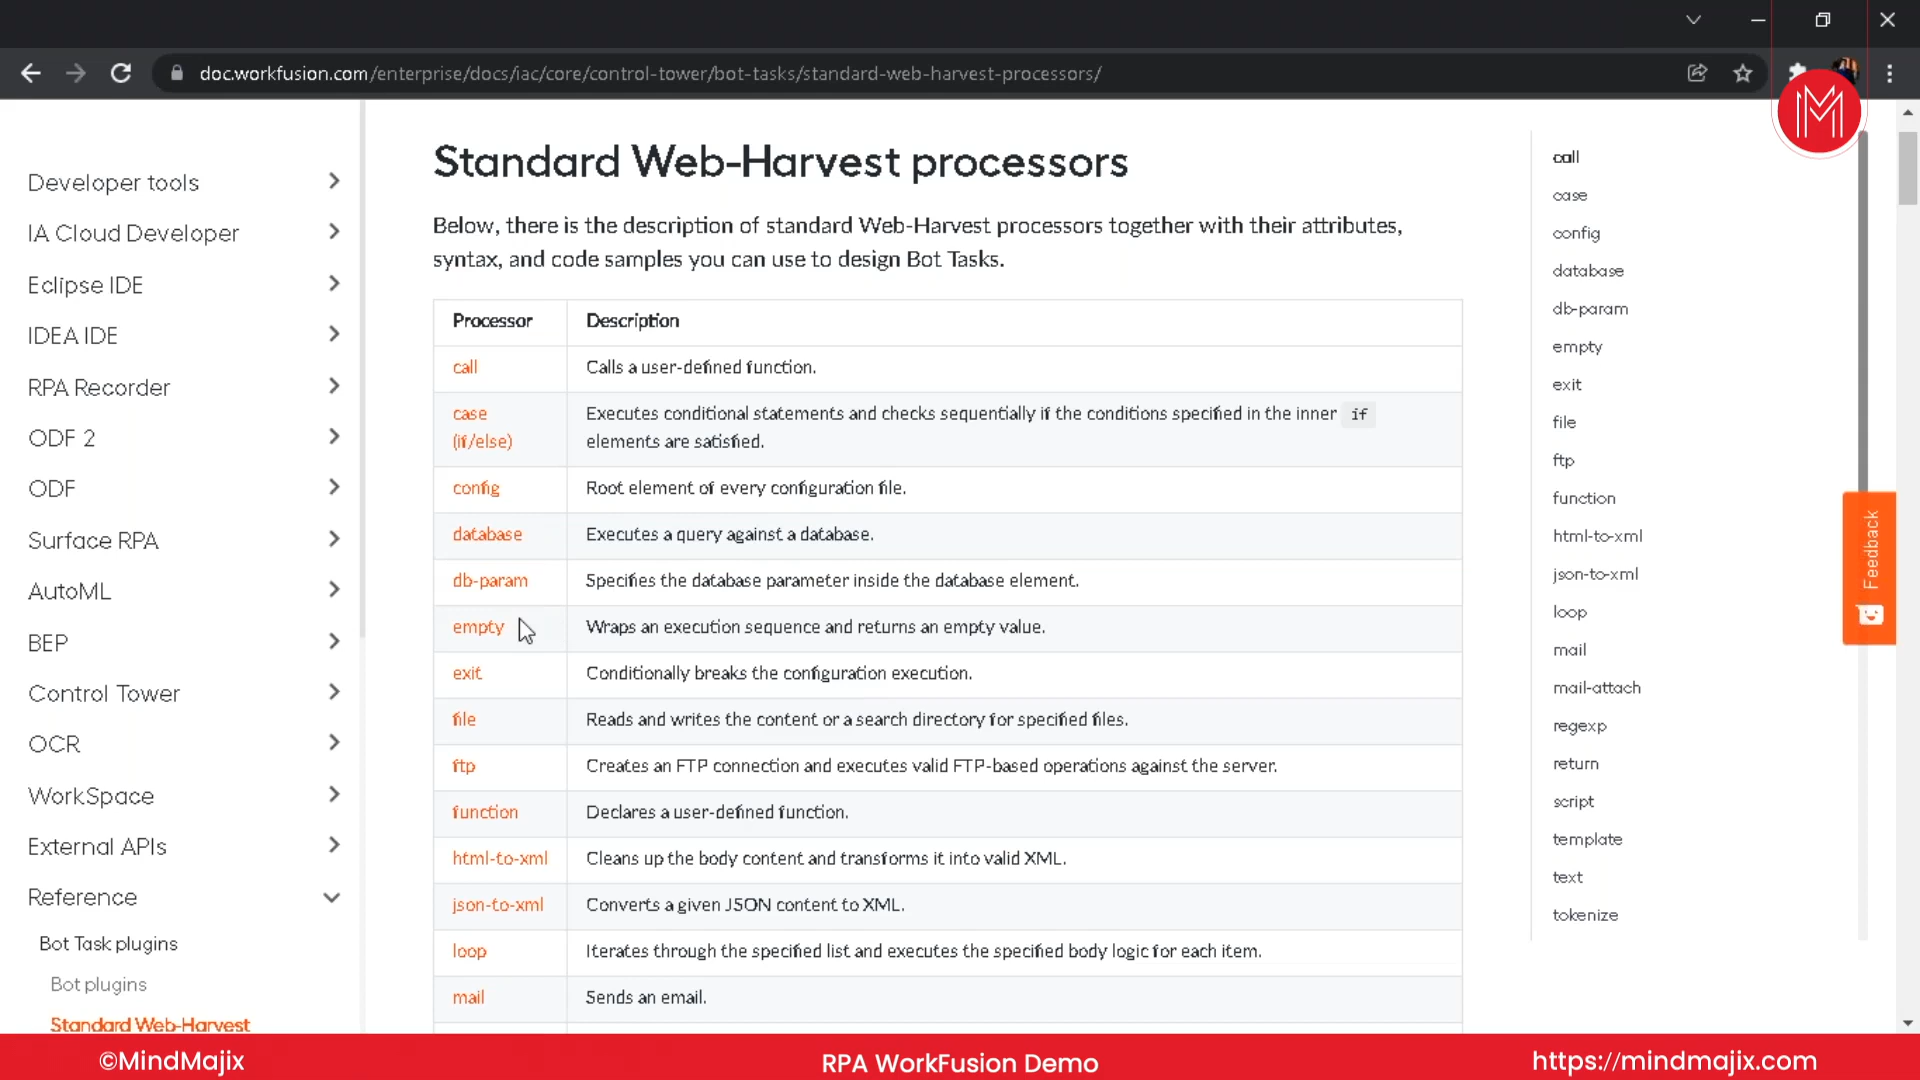 doc.workfusion.com/enterprise/docs/iac/core/control-tower/bot-tasks/standard-web-harvest-processors/
Developer tools
IA Cloud Developer
Eclipse IDE
IDEA IDE
RPA Recorder
ODF 2
ODF
Surface RPA
AutoML
BEP
Control Tower
OCR
WorkSpace
External APIs
Reference
Bot Task plugins
Bot plugins
Standard Web-Harvest
Standard Web-Harvest processors
Below, there is the description of standard Web-Harvest processors together with their attributes,
syntax, and code samples you can use to design Bot Tasks.
Processor Description
call Calls a user-defined function.
case Executes conditional statements and checks sequentially if the conditions specified in the inner if
(if/else) elements are satisfied.
config Root element of every configuration file.
database Executes a query against a database.
db-param Specifies the database parameter inside the database element.
empty Wraps an execution sequence and returns an empty value.
exit Conditionally breaks the configuration execution.
file Reads and writes the content or a search directory for specified files.
ftp Creates an FTP connection and executes valid FTP-based operations against the server.
function Declares a user-defined function.
html-to-xml Cleans up the body content and transforms it into valid XML.
json-to-xml Converts a given JSON content to XML.
loop Iterates through the specified list and executes the specified body logic for each item.
mail Sends an email.
call
case
config
database
db-param
empty
exit
file
ftp
function
html-to-xml
json-to-xml
loop
mail
mail-attach
regexp
return
script
template
text
tokenize
M
Feedback
©MindMajix
RPA WorkFusion Demo
https://mindmajix.com